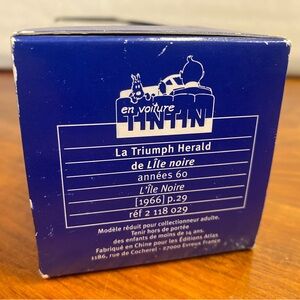 en voiture
TINTIN
La Triumph Herald
de L'Île noire
années 60
L'Île Noire
[1966] p.29
réf 2 118 029
Modèle réduit pour collectionneur adulte.
Tenir hors de portée
des enfants de moins de 14 ans.
Fabriqué en Chine pour les Éditions Atlas
1186, rue de Cocherel - 27000 Evreux France